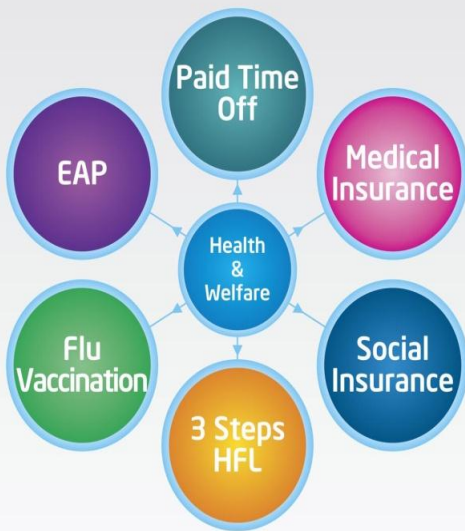 Paid Time
Off
EAP
Medical
Insurance
Health
&
Welfare
Flu
Vaccination
Social
Insurance
3 Steps
HFL